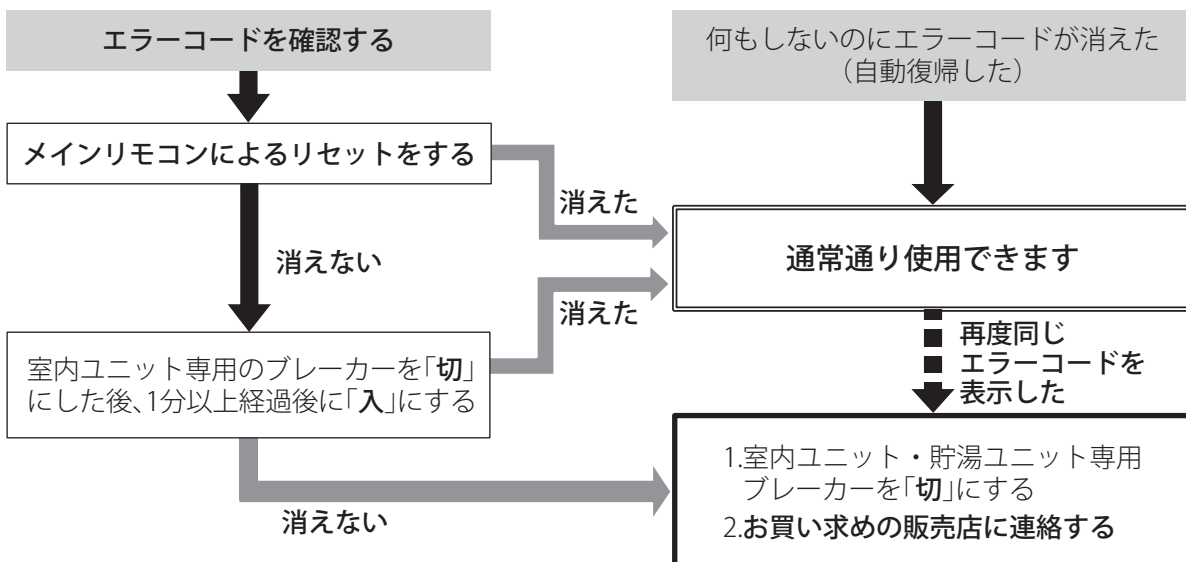 エラーコードを確認する
メインリモコンによるリセットをする
消えない
消えた
室内ユニット専用のブレーカーを「切」
にした後、1分以上経過後に「入」にする
消えた
消えない
何もしないのにエラーコードが消えた
（自動復帰した）
通常通り使用できます
再度同じ
エラーコードを
表示した
1.室内ユニット・貯湯ユニット専用
ブレーカーを「切」にする
2.お買い求めの販売店に連絡する